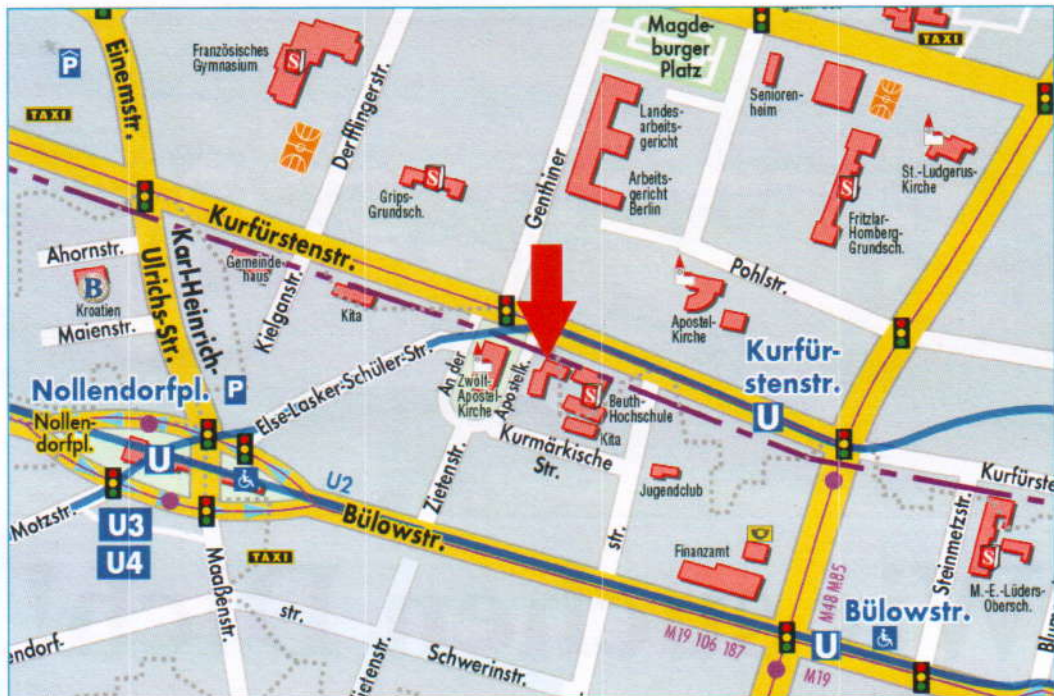 Magde-
burger
Platz
TAXI
Französisches
Gymnasium
S
P
Einemstr.
TAXI
Derfflingerstr.
Landes-
arbeits-
gericht
Arbeits-
gericht
Berlin
Senioren-
heim
St.-Ludgerus-
Kirche
S
Fritzlar-
Homberg-
Grundsch.
S
Grips-
Grundsch.
Genthiner
Kurfürstenstr.
Ahornstr.
B
Kroatien
Maienstr.
Karl-Heinrich-
Ulrichs-Str.
Gemeinde-
haus
Kielganstr.
Kita
Pohlstr.
Apostel-
Kirche
Kurfür-
stenstr.
U
Else-Lasker-Schüler-Str.
An der
Apostelk.
Zwölf-
Apostel-
Kirche
S
Beuth-
Hochschule
Kita
Kurmärkische
Str.
Nollendorfpl.
P
Nollen-
dorfpl.
U
U2
Motzstr.
U3
U4
Zietenstr.
Bülowstr.
Jugendclub
str.
Finanzamt
Kurfürste
Steinmetzstr.
S
M.-E.-Lüders-
Obersch.
TAXI
Maaßenstr.
M48 M85
Bülowstr.
U
endorf-
str.
Schwerinstr.
ietenstr.
M19 106 187
M19